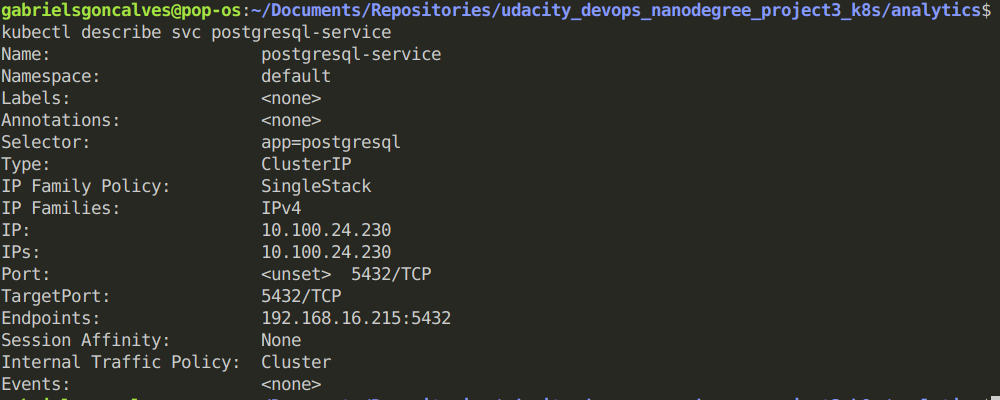 gabrielsgoncalves@pop-os:~/Documents/Repositories/udacity_devops_nanodegree_project3_k8s/analytics$
kubectl describe svc postgresql-service
Name:                     postgresql-service
Namespace:                default
Labels:                   <none>
Annotations:              <none>
Selector:                 app=postgresql
Type:                     ClusterIP
IP Family Policy:         SingleStack
IP Families:              IPv4
IP:                       10.100.24.230
IPs:                      10.100.24.230
Port:                     <unset>  5432/TCP
TargetPort:               5432/TCP
Endpoints:                192.168.16.215:5432
Session Affinity:         None
Internal Traffic Policy:  Cluster
Events:                   <none>